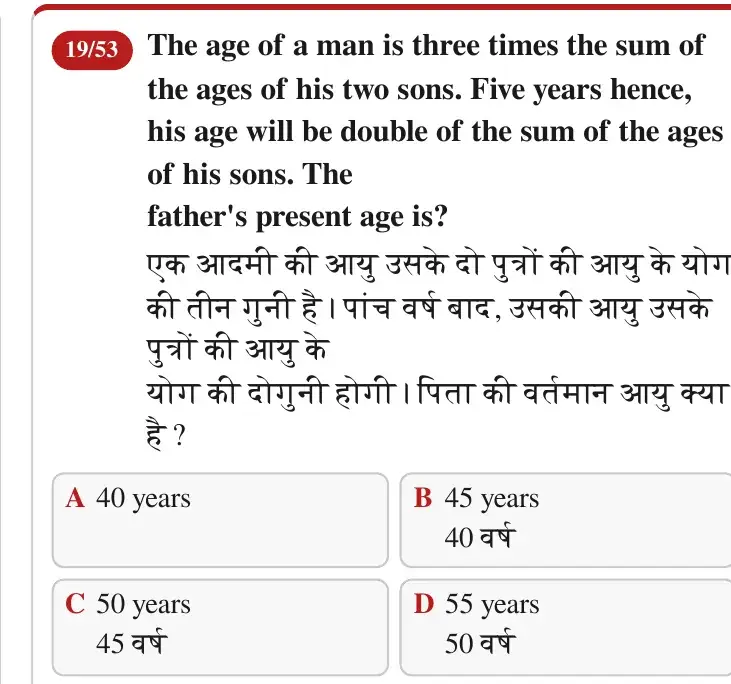 19/53 The age of a man is three times the sum of
the ages of his two sons. Five years hence,
his age will be double of the sum of the ages
of his sons. The
father's present age is?
एक आदमी की आयु उसके दो पुत्रों की आयु के योग
की तीन गुनी है। पांच वर्ष बाद, उसकी आयु उसके
पुत्रों की आयु के
योग की दोगुनी होगी। पिता की वर्तमान आयु क्या
है ?
A 40 years
B 45 years
40 वर्ष
C 50 years
45 वर्ष
D 55 years
50 वर्ष